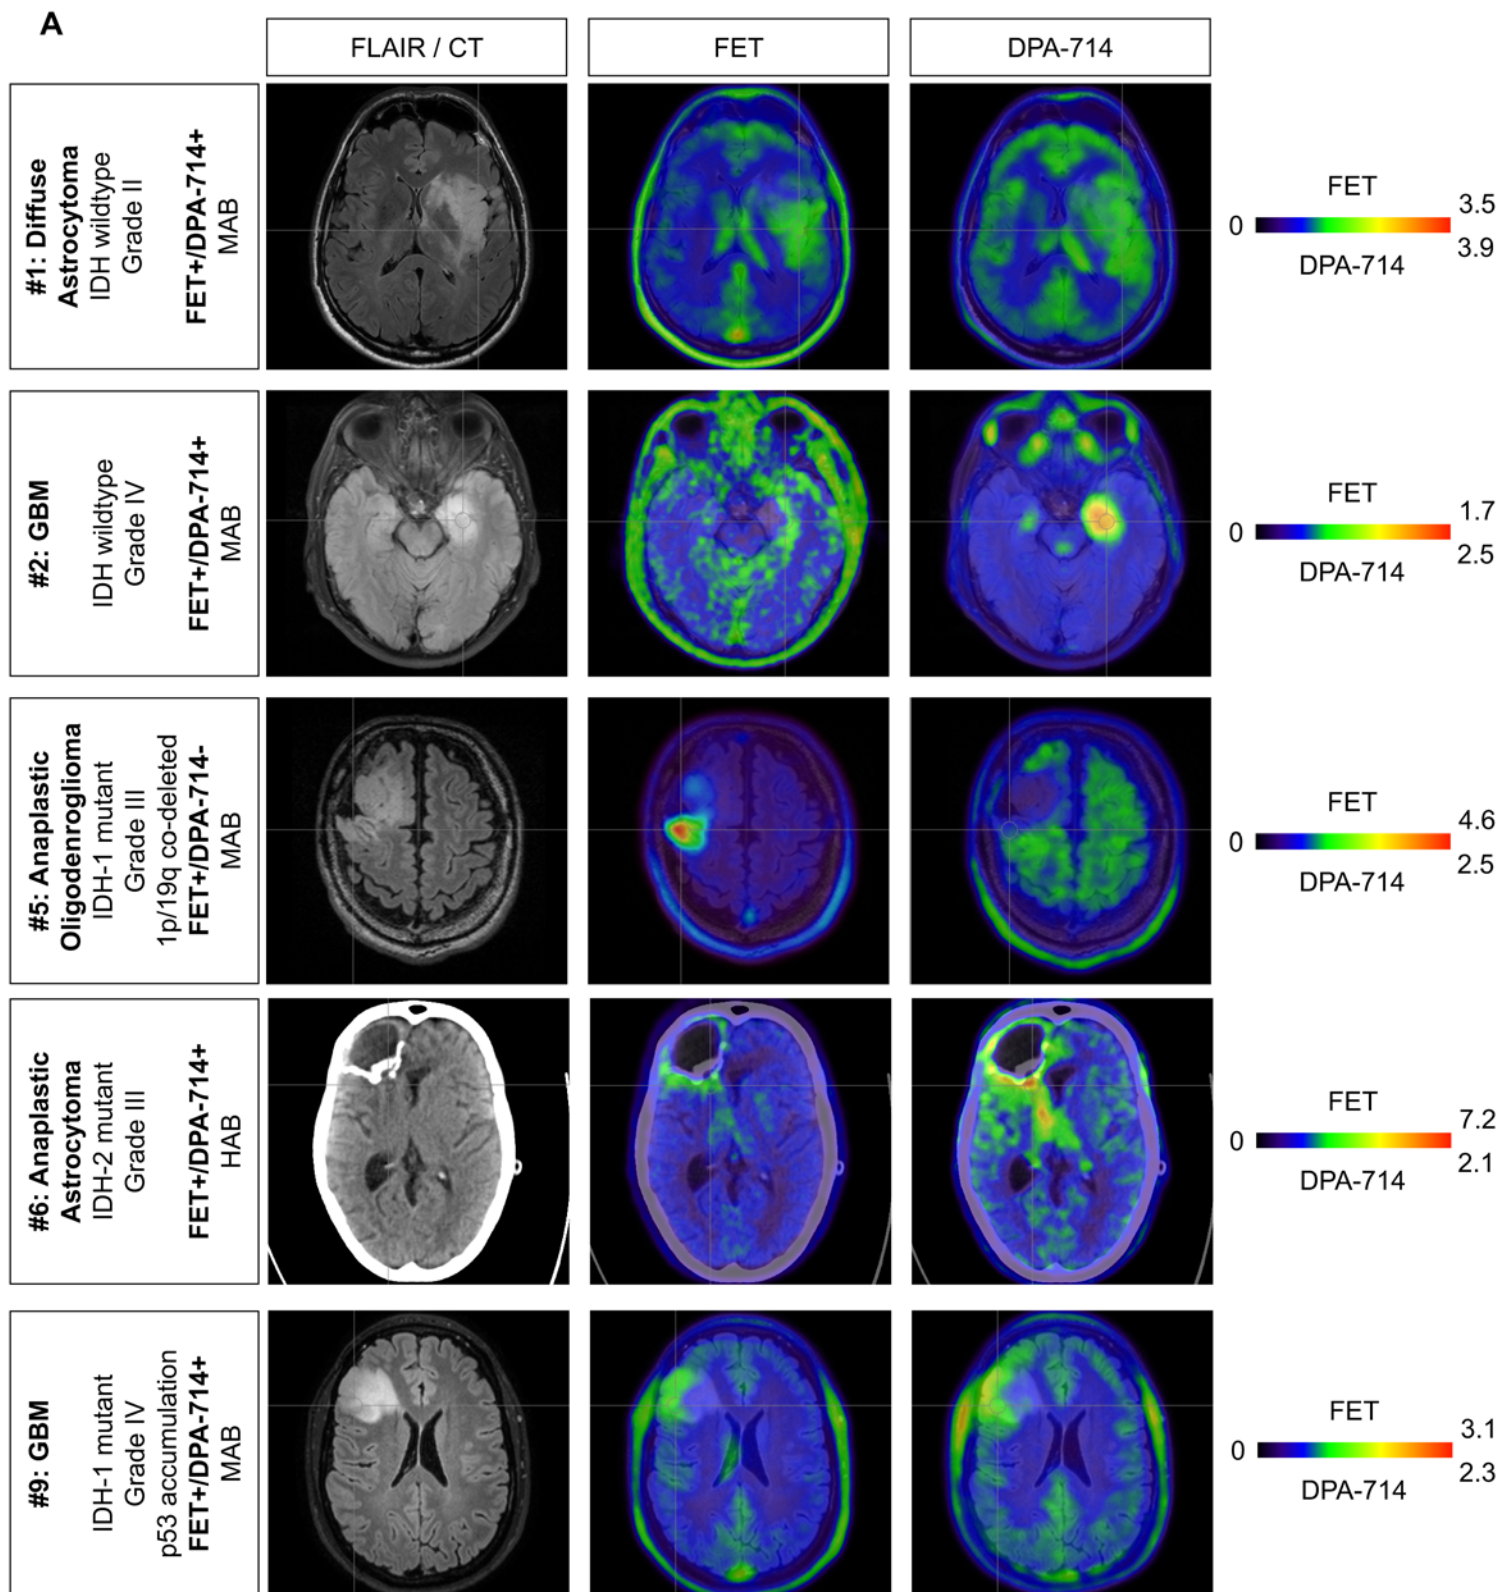 A
FLAIR / CT
FET
DPA-714
#1: Diffuse
Astrocytoma
IDH wildtype
Grade II
FET+/DPA-714+
MAB
FET
3.5
0
3.9
DPA-714
#2: GBM
IDH wildtype
Grade IV
FET+/DPA-714+
MAB
FET
1.7
0
2.5
DPA-714
#5: Anaplastic
Oligodenroglioma
IDH-1 mutant
Grade III
1p/19q co-deleted
FET+/DPA-714-
MAB
FET
4.6
0
2.5
DPA-714
#6: Anaplastic
Astrocytoma
IDH-2 mutant
Grade III
FET+/DPA-714+
HAB
FET
7.2
0
2.1
DPA-714
#9: GBM
IDH-1 mutant
Grade IV
p53 accumulation
FET+/DPA-714+
MAB
FET
3.1
0
2.3
DPA-714